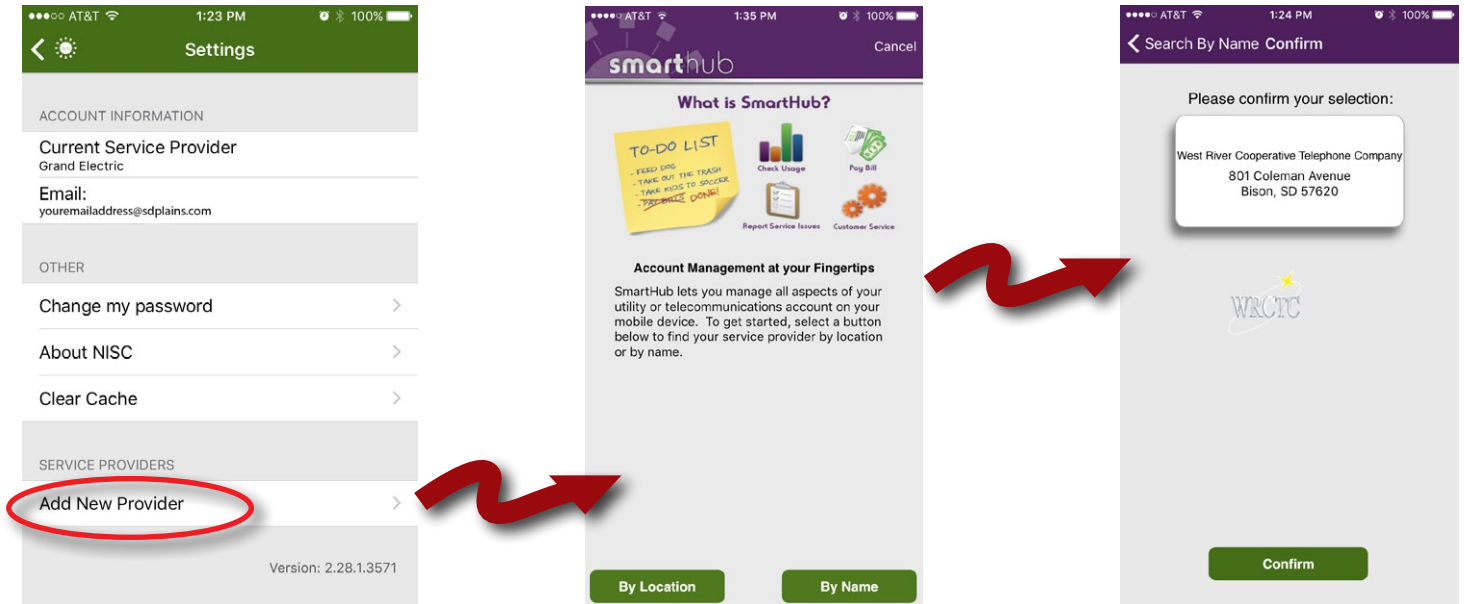 AT&T 1:23 PM 100%
Settings
ACCOUNT INFORMATION
Current Service Provider
Grand Electric
Email:
youremailaddress@sdplains.com
OTHER
Change my password
About NISC
Clear Cache
SERVICE PROVIDERS
Add New Provider
Version: 2.28.1.3571
AT&T 1:35 PM 100%
Cancel
smarthub
What is SmartHub?
TO-DO LIST
- FEED DOG
- TAKE OUT THE TRASH
- TAKE KIDS TO SOCCER
- PAY BILLS DONE!
Check Usage
Pay Bill
Report Service Issues
Customer Service
Account Management at your Fingertips
SmartHub lets you manage all aspects of your
utility or telecommunications account on your
mobile device. To get started, select a button
below to find your service provider by location
or by name.
By Location By Name
AT&T 1:24 PM 100%
Search By Name Confirm
Please confirm your selection:
West River Cooperative Telephone Company
801 Coleman Avenue
Bison, SD 57620
WRCTC
Confirm